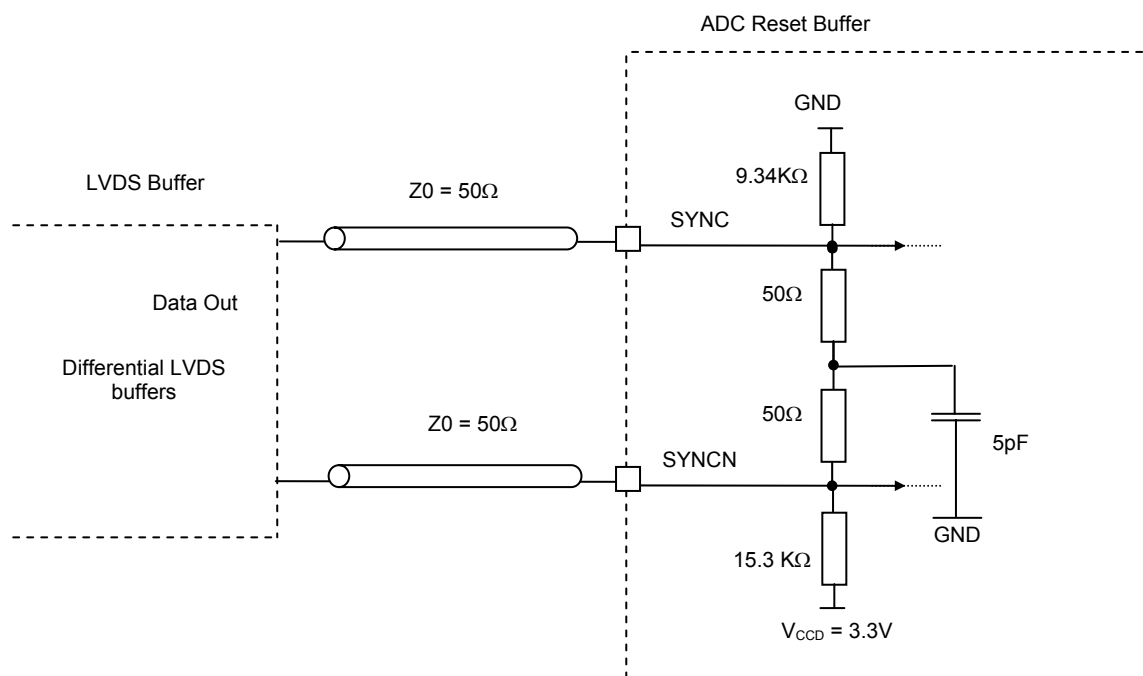 ADC Reset Buffer
GND
LVDS Buffer
Z0 = 50Ω
9.34KΩ
SYNC
50Ω
Data Out
Differential LVDS
buffers
Z0 = 50Ω
50Ω
5pF
SYNCN
GND
15.3 KΩ
VCCD = 3.3V